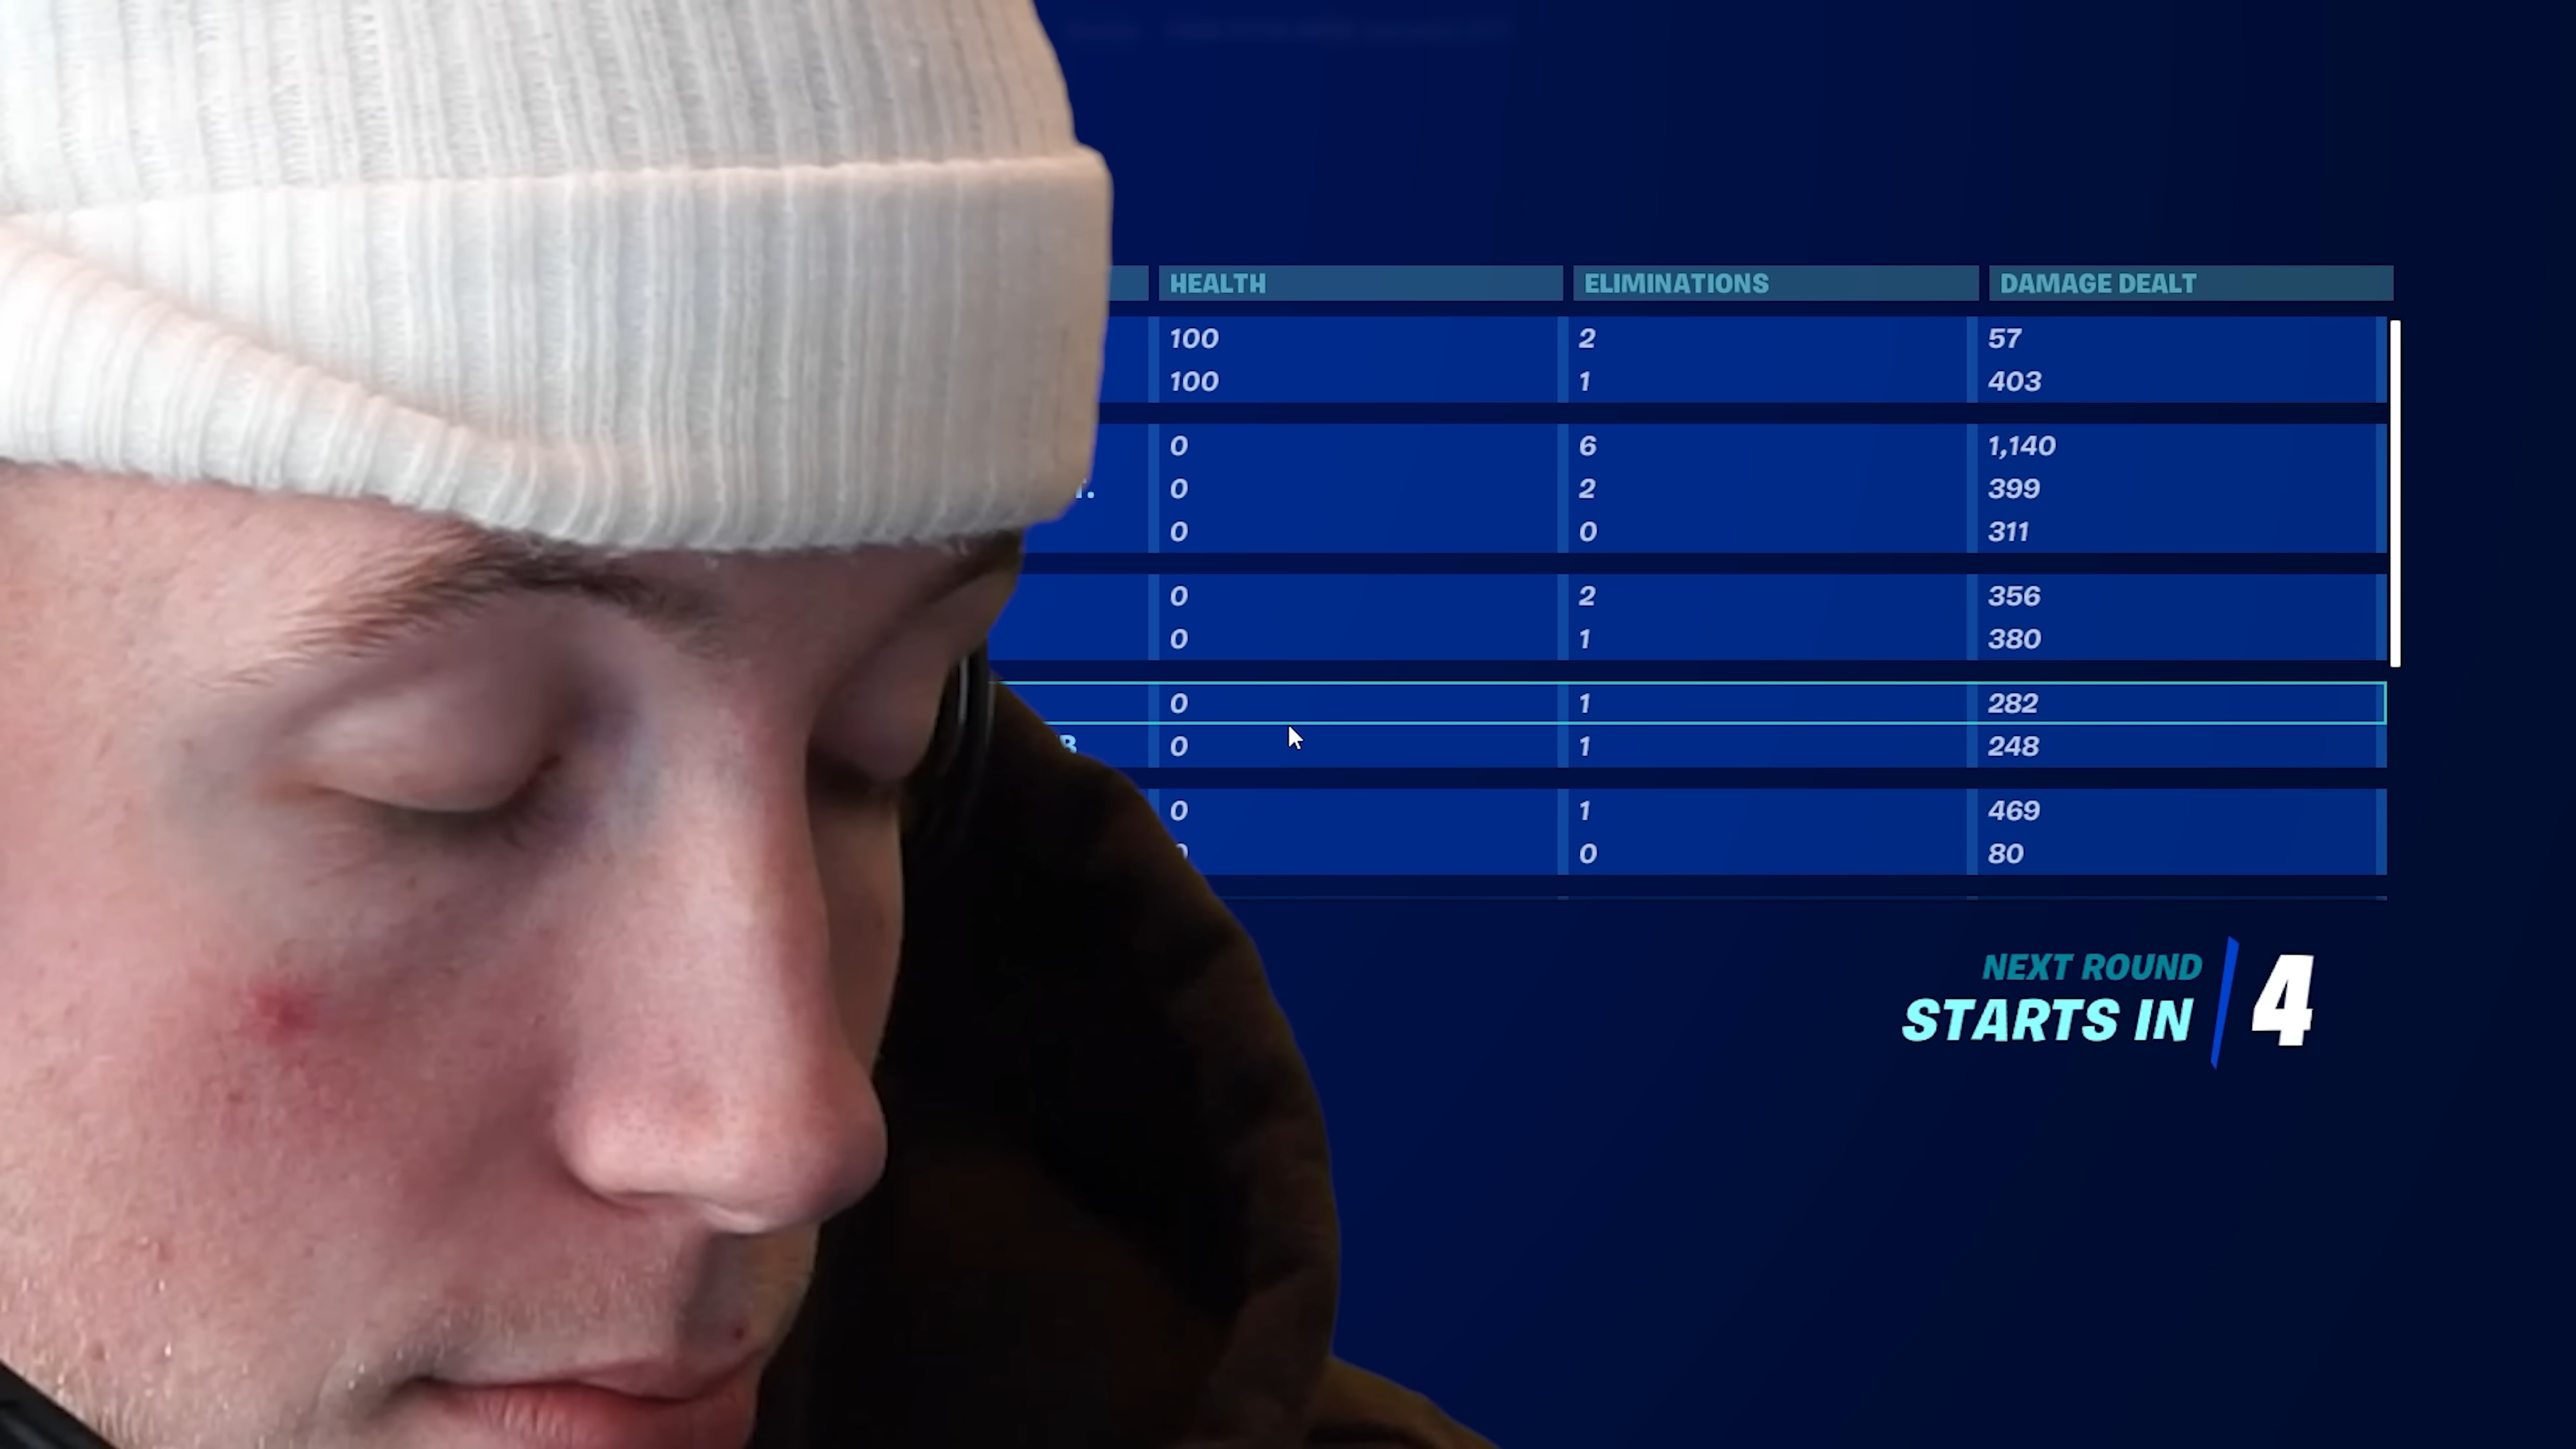 HEALTH ELIMINATIONS DAMAGE DEALT
100 2 57
100 1 403
0 6 1,140
0 2 399
0 0 311
0 2 356
0 1 380
0 1 282
0 1 248
0 1 469
0 80
NEXT ROUND
STARTS IN 4